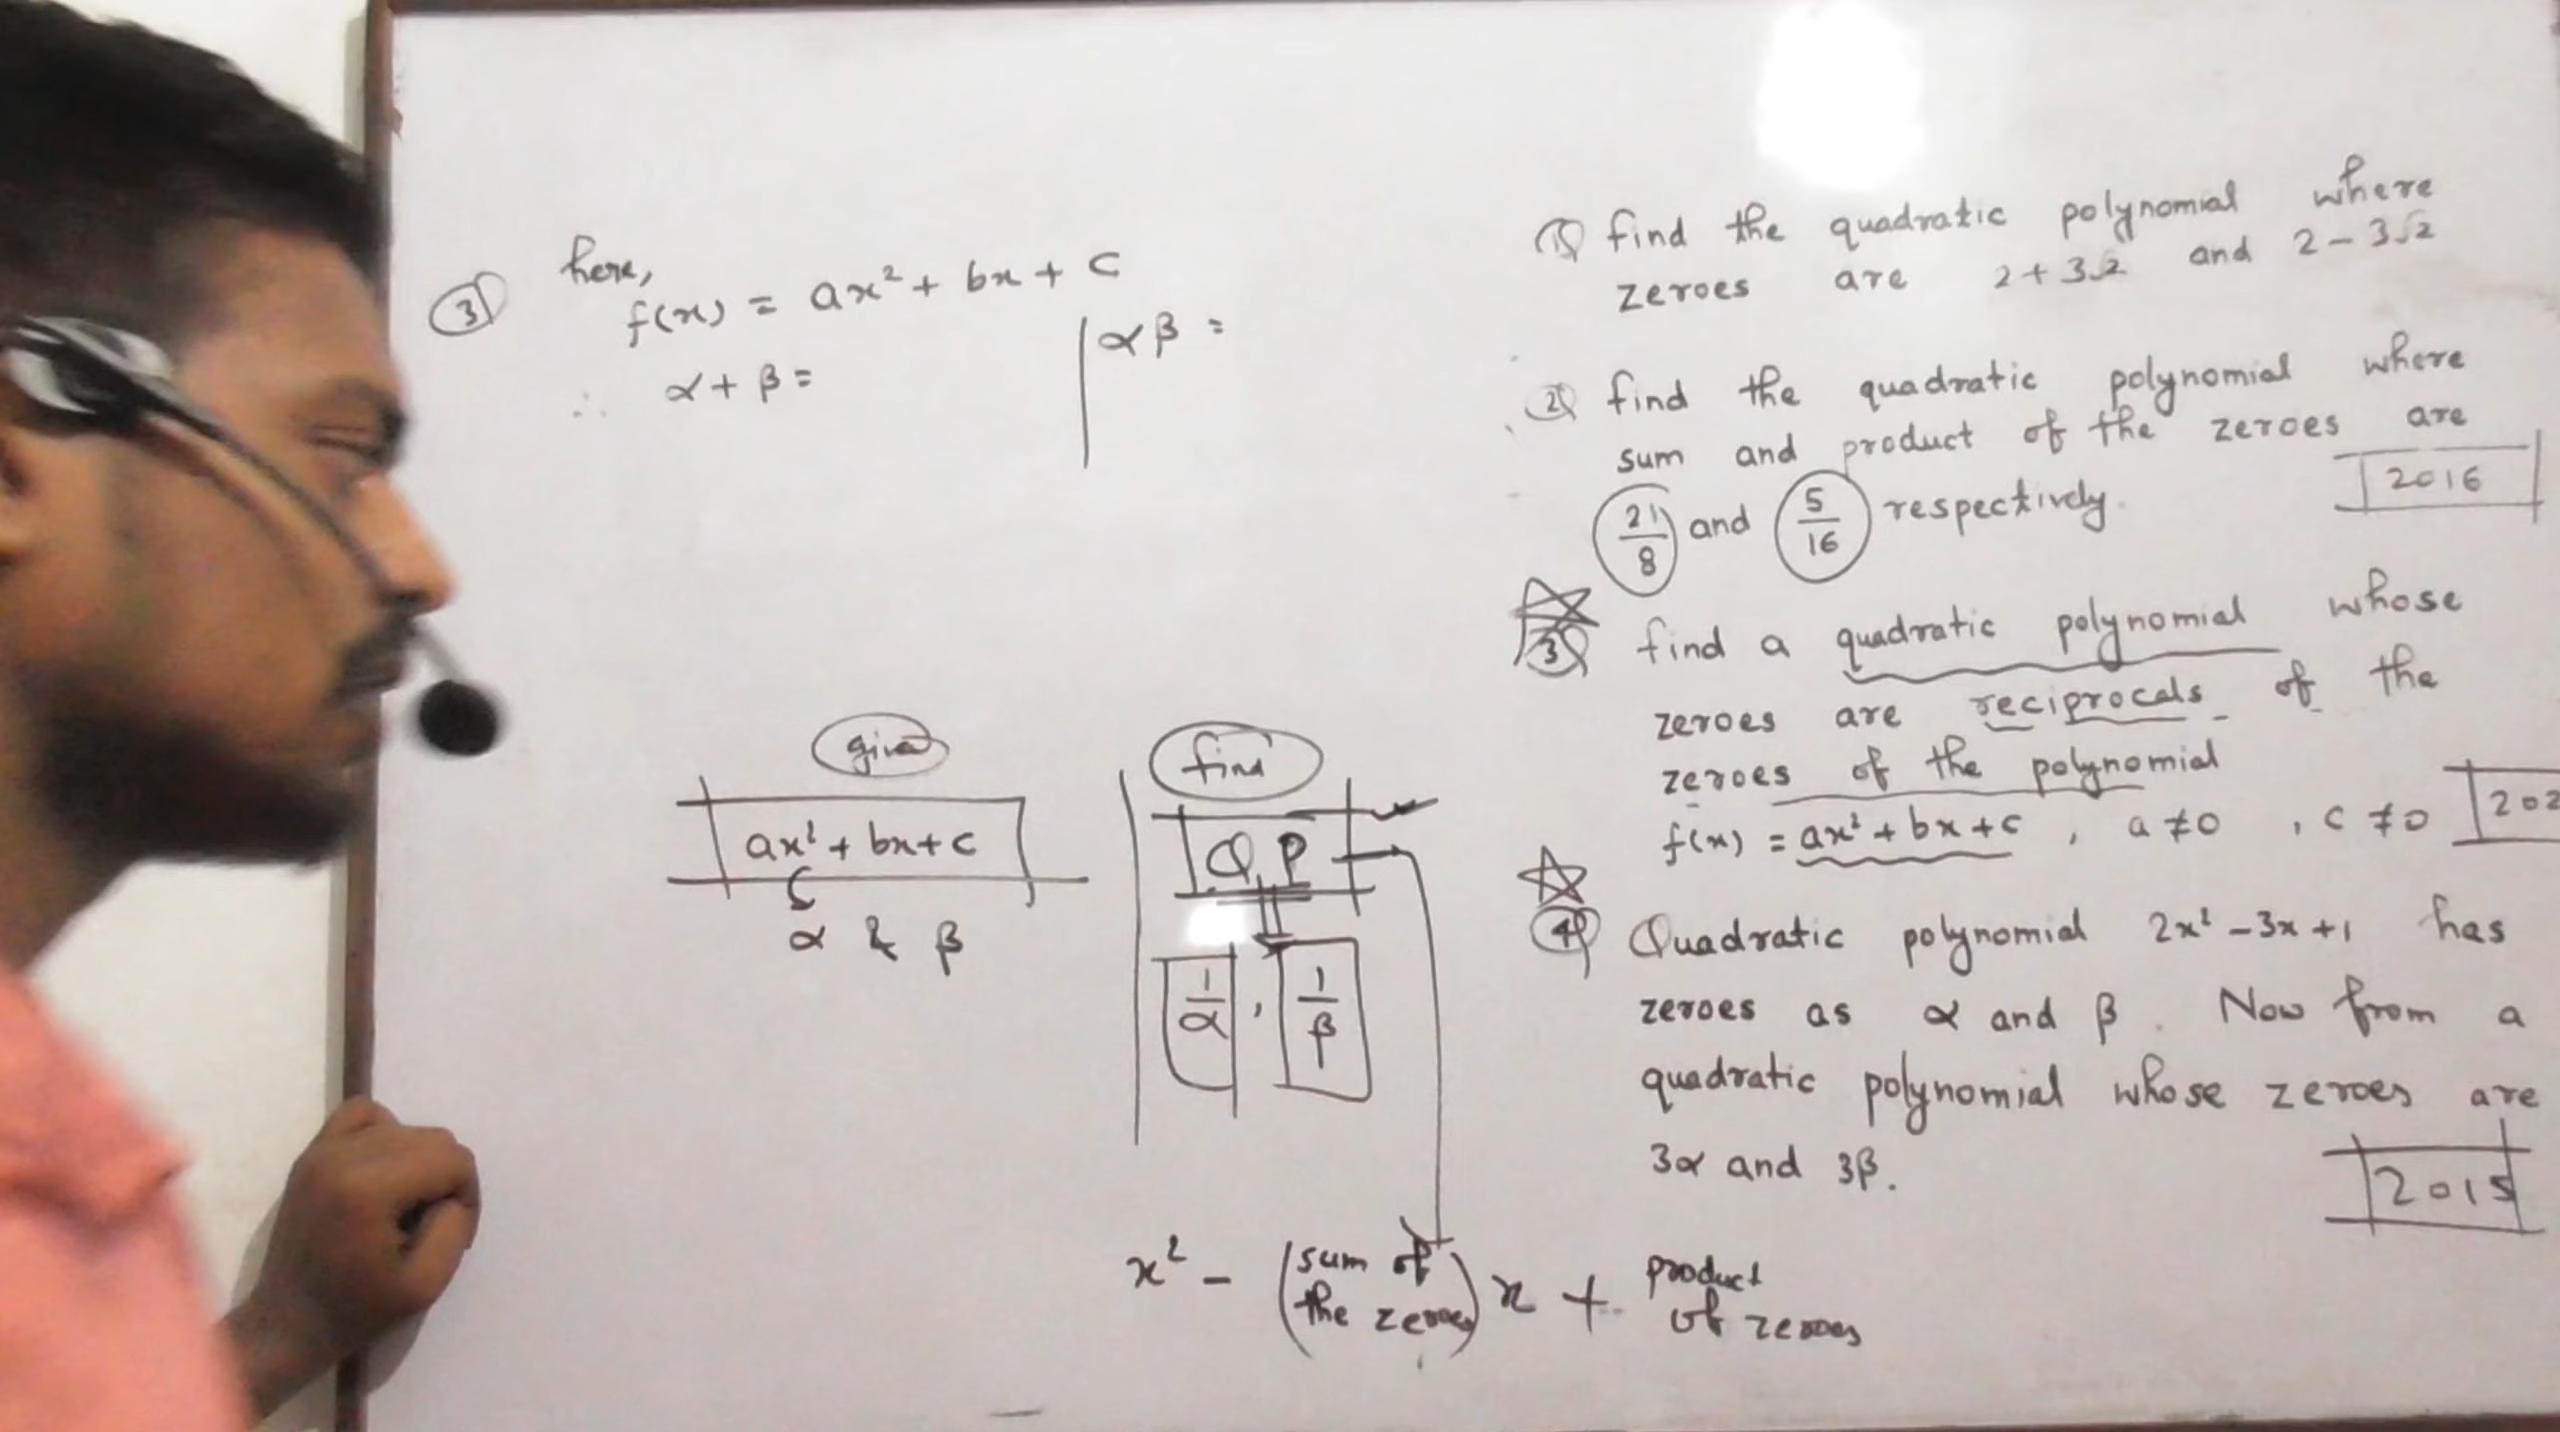 ③ here,
f(x) = ax² + bx + c
∴ α + β =
αβ =
given
ax² + bx + c
α & β
find
Q.P
1/α , 1/β
x² - (sum of the zeroes) x + product of zeroes
① find the quadratic polynomial where
zeroes are 2 + 3√2 and 2 - 3√2
② find the quadratic polynomial where
sum and product of the zeroes are
21/8 and 5/16 respectively.
2016
③ find a quadratic polynomial whose
zeroes are reciprocals of the
zeroes of the polynomial
f(x) = ax² + bx + c , a ≠ 0 , c ≠ 0
④ Quadratic polynomial 2x² - 3x + 1 has
zeroes as α and β . Now from a
quadratic polynomial whose zeroes are
3α and 3β.
2015